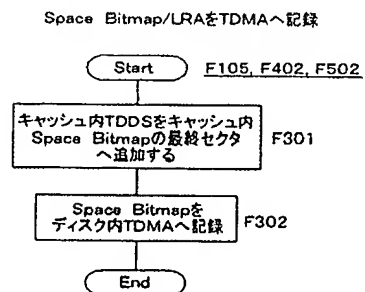 Space Bitmap/LRAをTDMAへ記録
Start
F105, F402, F502
キャッシュ内TDDSをキャッシュ内
Space Bitmapの最終セクタ
へ追加する
F301
Space Bitmapを
ディスク内TDMAへ記録
F302
End